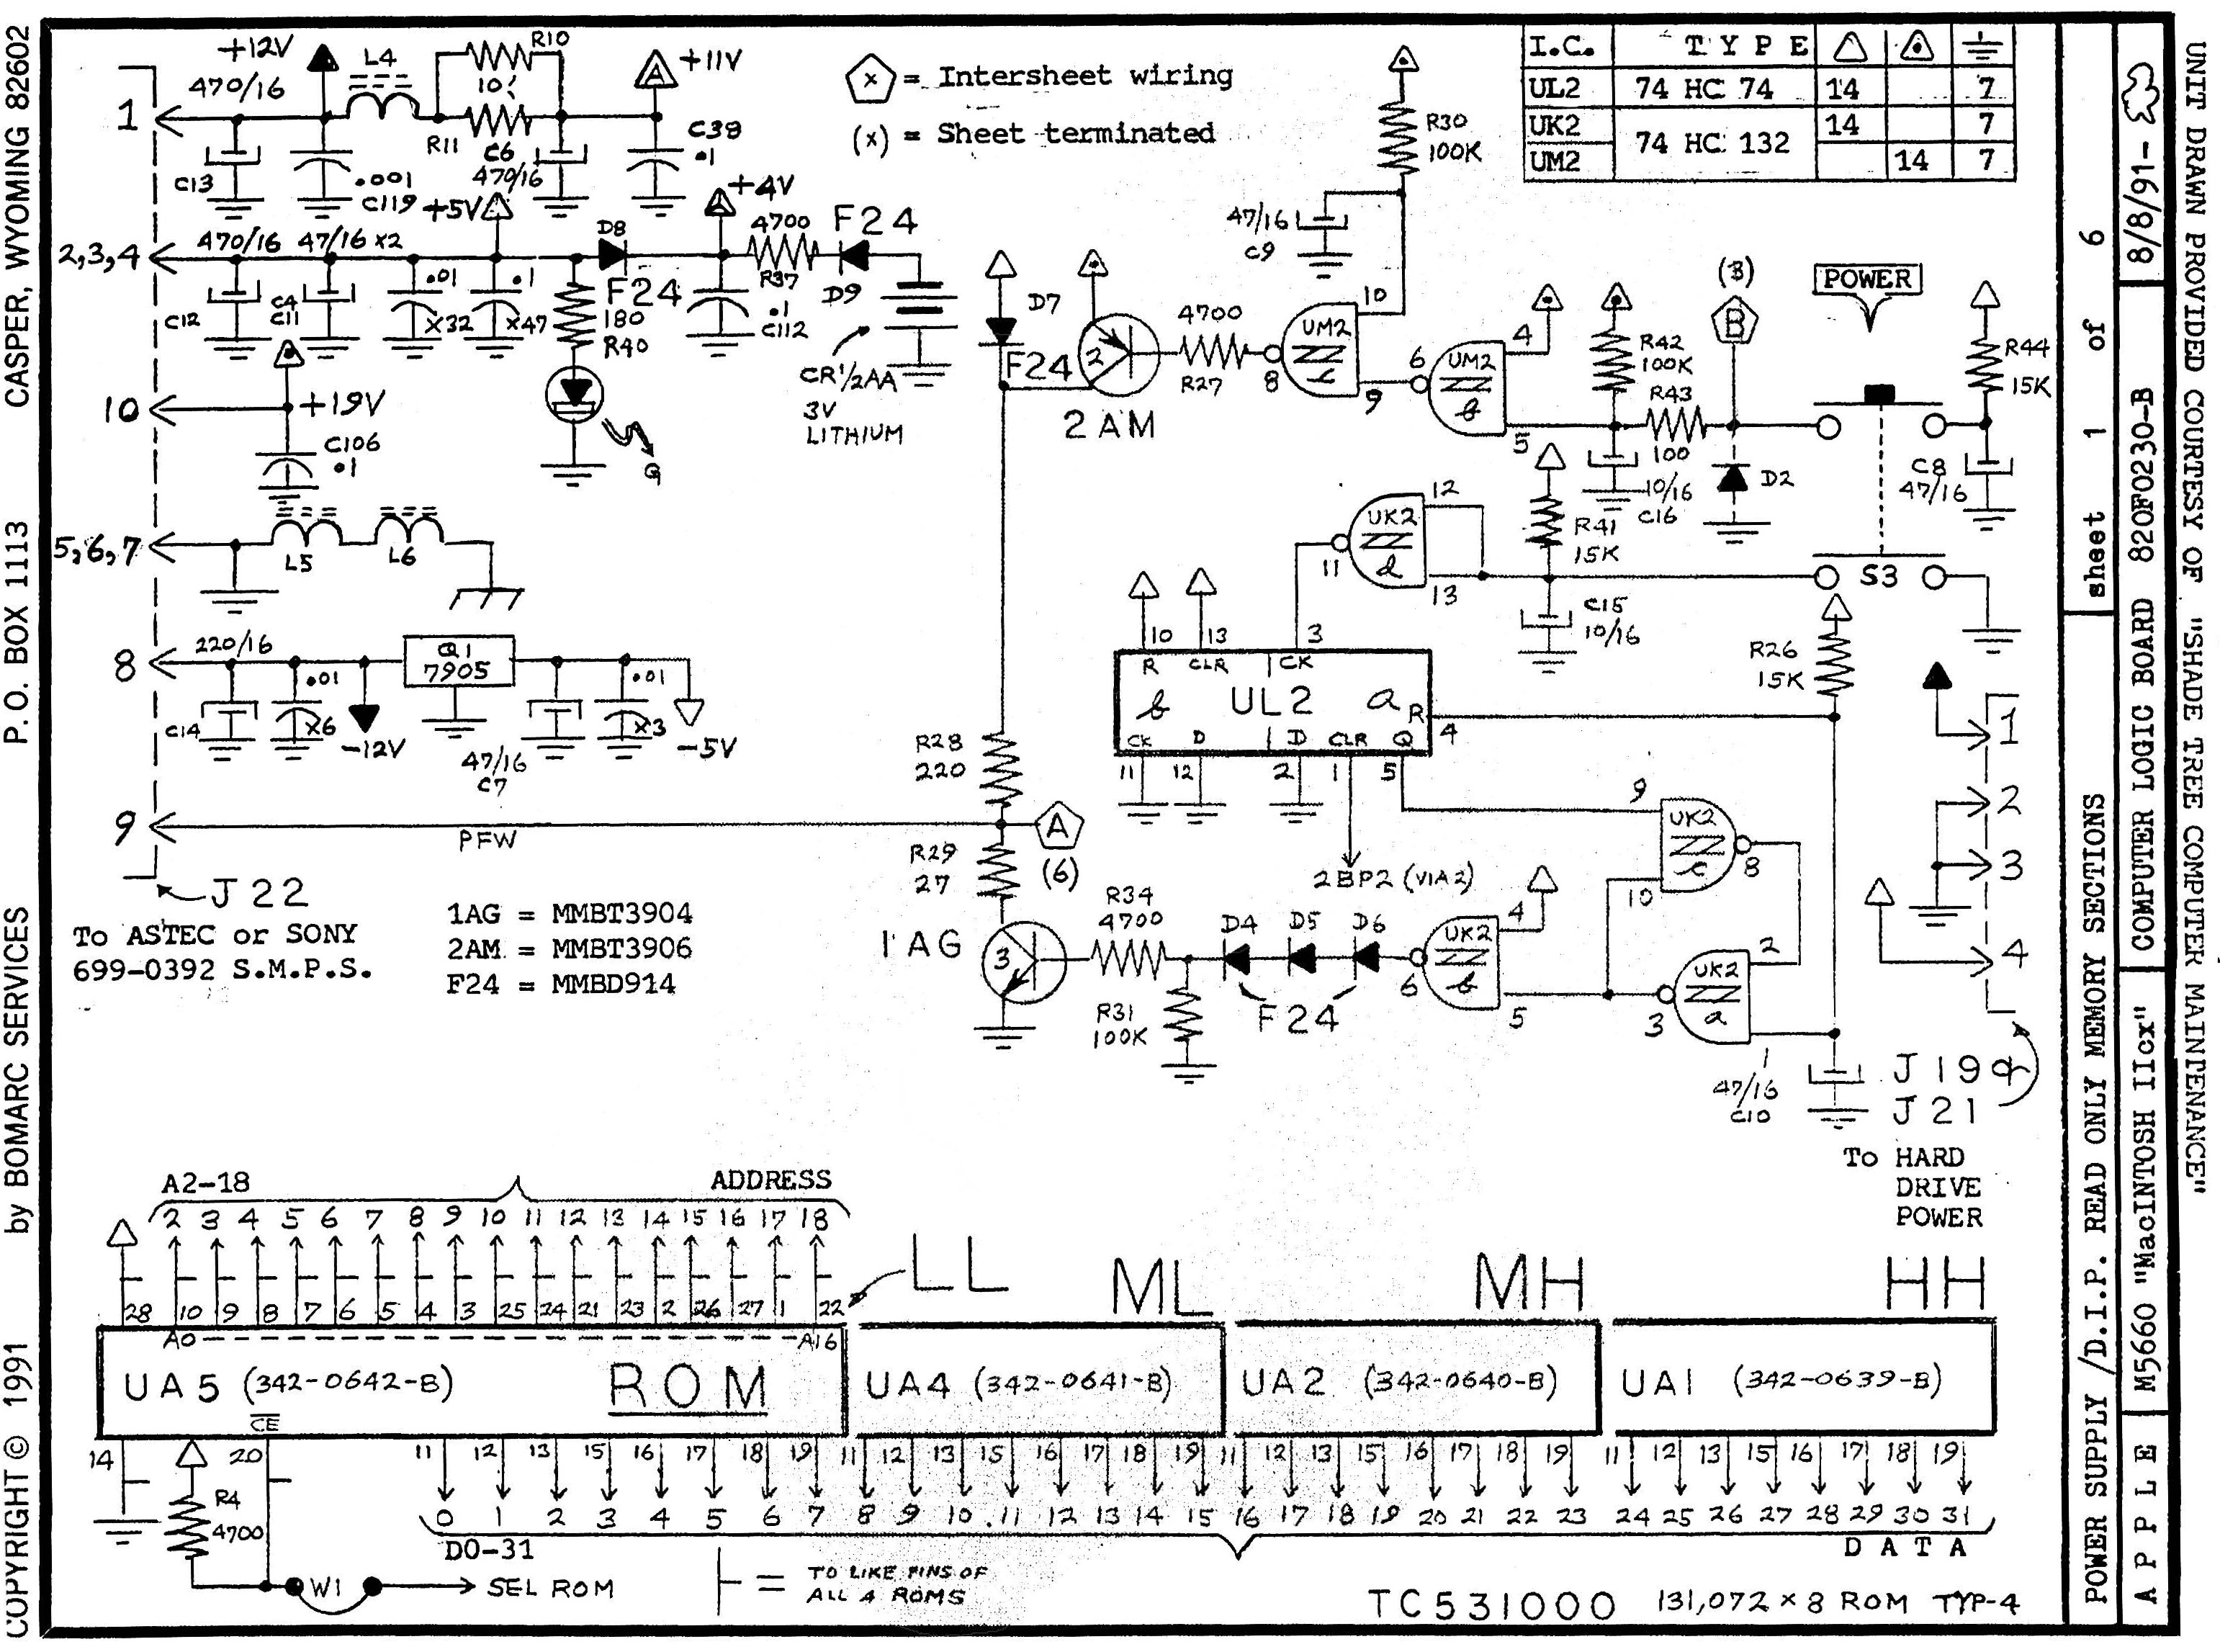 COPYRIGHT © 1991 by BOMARC SERVICES P.O. BOX 1113 CASPER, WYOMING 82602
UNIT DRAWN PROVIDED COURTESY OF "SHADE TREE COMPUTER MAINTENANCE"
APPLE M5660 "MacINTOSH IIcx" COMPUTER LOGIC BOARD 820F0230-B 8/8/91-
POWER SUPPLY /D.I.P. READ ONLY MEMORY SECTIONS sheet 1 of 6
I.C. TYPE
UL2 74 HC 74 14 7
UK2 74 HC 132 14 7
UM2 14 7
x = Intersheet wiring
(x) = Sheet terminated
1
+12V
470/16
C13
.001
C119
L4
R10
10
R11
C6
470/16
+11V
A
C38
.1
2,3,4
470/16
C12
47/16 x2
C4
C11
+5V
.01
x32
.1
x47
D8
F24
180
R40
G
+4V
4700
R37
.1
C112
F24
D9
CR1/2AA
3V
LITHIUM
10
+19V
C106
.1
5,6,7
L5
L6
8
220/16
C14
.01
x6
-12V
Q1
7905
47/16
C7
.01
x3
-5V
9
PFW
J22
To ASTEC or SONY
699-0392 S.M.P.S.
1AG = MMBT3904
2AM = MMBT3906
F24 = MMBD914
D7
F24
2
2AM
4700
R27
R30
100K
47/16
C9
UM2
c
8
9
10
UM2
b
6
4
5
R42
100K
R43
100
10/16
C16
(3)
B
D2
POWER
R44
15K
C8
47/16
S3
UK2
d
11
12
13
R41
15K
C15
10/16
10
13
3
R
CLR
CK
b
UL2
a
R
4
CK
D
D
CLR
Q
11
12
2
1
5
2BP2 (VIA2)
R26
15K
R28
220
A
(6)
R29
27
1AG
3
R34
4700
R31
100K
D4
D5
D6
F24
UK2
b
6
4
5
UK2
c
9
10
8
UK2
a
3
2
1
47/16
C10
1
2
3
4
J19 &
J21
To HARD
DRIVE
POWER
A2-18 ADDRESS
2 3 4 5 6 7 8 9 10 11 12 13 14 15 16 17 18
28 10 9 8 7 6 5 4 3 25 24 21 23 2 26 27 1 22
LL
ML
MH
HH
A0 A16
UA5 (342-0642-B) ROM
UA4 (342-0641-B)
UA2 (342-0640-B)
UA1 (342-0639-B)
CE
14 20
11 12 13 15 16 17 18 19 11 12 13 15 16 17 18 19 11 12 13 15 16 17 18 19 11 12 13 15 16 17 18 19
0 1 2 3 4 5 6 7 8 9 10 11 12 13 14 15 16 17 18 19 20 21 22 23 24 25 26 27 28 29 30 31
D0-31
DATA
R4
4700
W1
SEL ROM
= TO LIKE PINS OF
ALL 4 ROMS
TC531000 131,072 x 8 ROM TYP-4